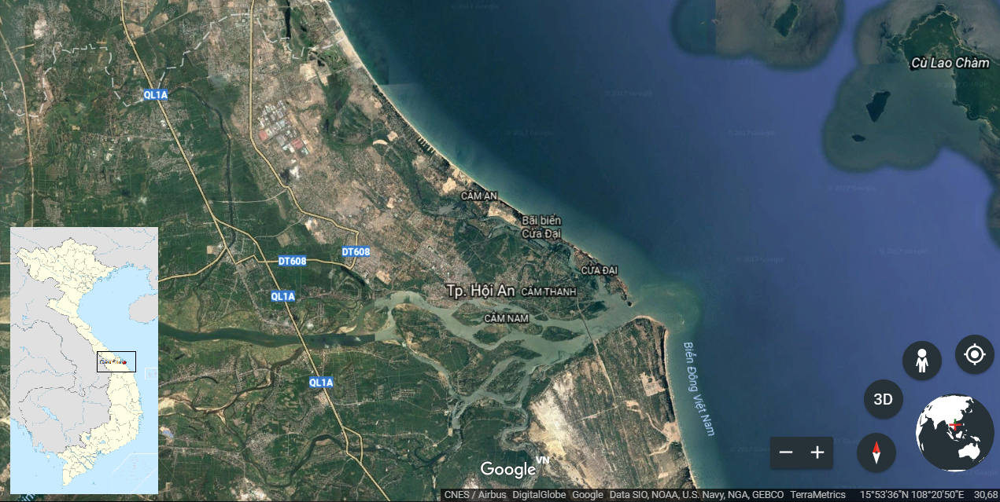 Cù Lao Chàm
QL1A
CẨM AN
Bãi biển
Cửa Đại
DT608
DT608
CỬA ĐẠI
Tp. Hội An
CẨM THANH
QL1A
CẨM NAM
Biển Đông Việt Nam
QL1A
3D
VN
Google
CNES / Airbus DigitalGlobe Google Data SIO, NOAA, U.S. Navy, NGA, GEBCO TerraMetrics 15°53'36"N 108°20'50"E 30,68